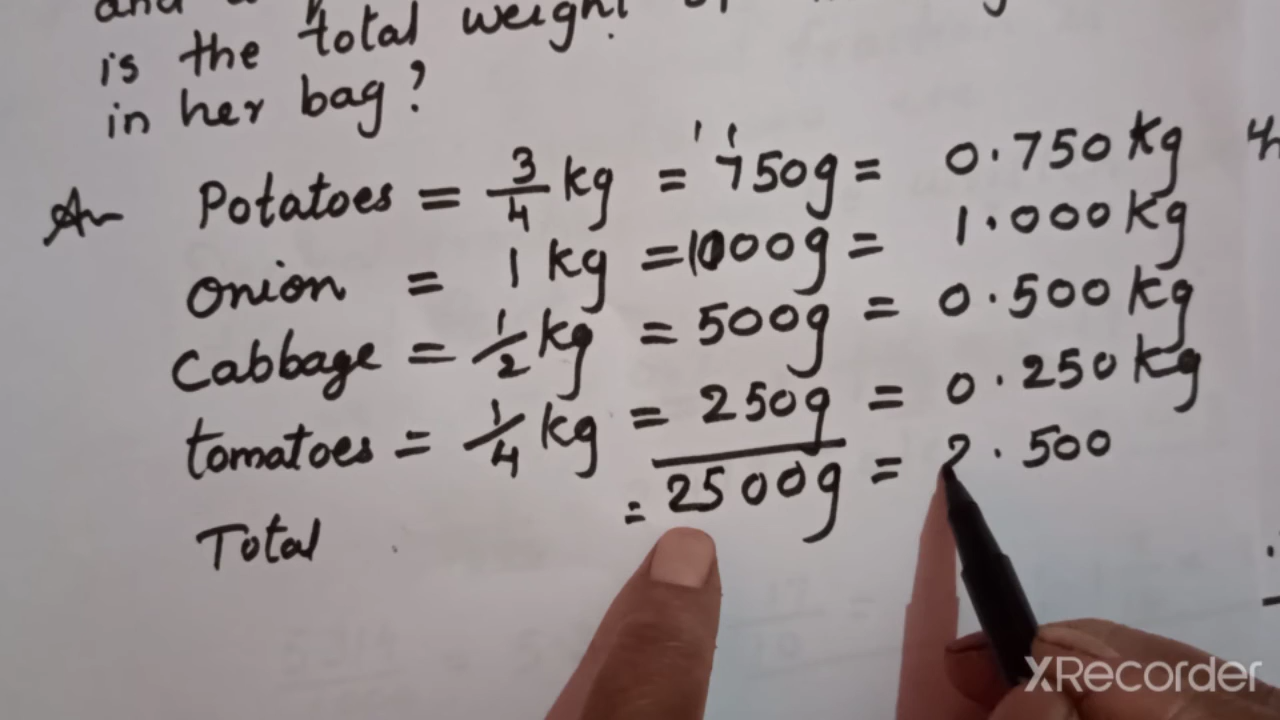 and a
is the total weight
in her bag?
An Potatoes = 3/4 kg = 750g = 0.750 kg
onion = 1 kg = 1000g = 1.000 kg
Cabbage = 1/2 kg = 500g = 0.500 kg
tomatoes = 1/4 kg = 250g = 0.250 kg
Total = 2500g = 2.500
XRecorder